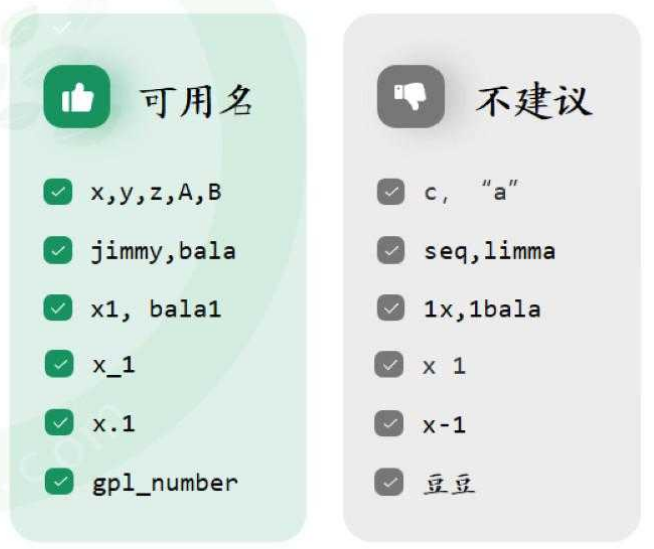 可用名
x,y,z,A,B
jimmy,bala
x1, bala1
x_1
x.1
gpl_number
不建议
c, “a”
seq,limma
1x,1bala
x 1
x-1
豆豆